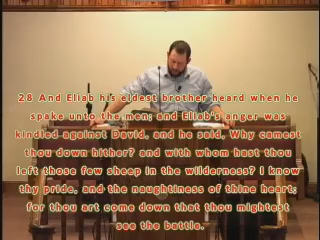 28 And Eliab his eldest brother heard when he
spake unto the men; and Eliab's anger was
kindled against David, and he said, Why camest
thou down hither? and with whom hast thou
left those few sheep in the wilderness? I know
thy pride, and the naughtiness of thine heart;
for thou art come down that thou mightest
see the battle.